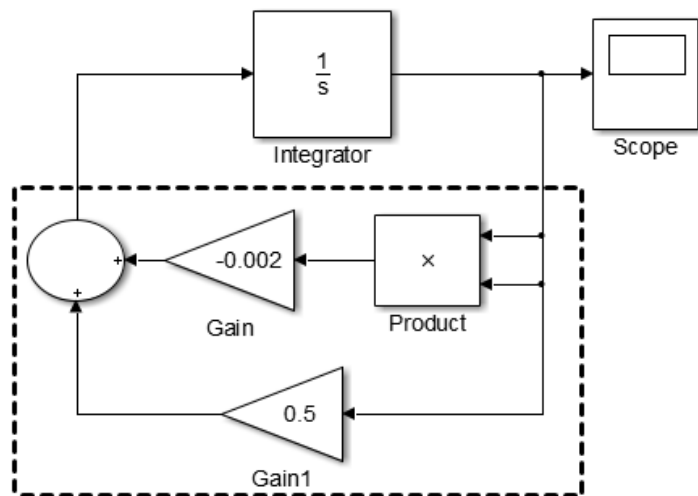 1
s
Integrator
Scope
+
-0.002
×
+
Gain
Product
0.5
Gain1